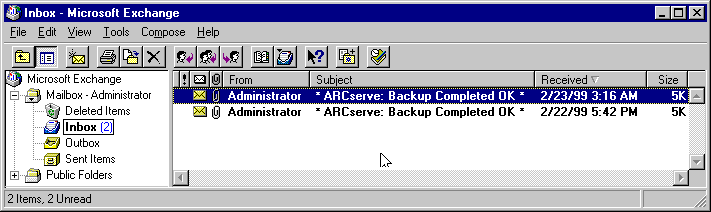 Inbox - Microsoft Exchange
File Edit View Tools Compose Help
Microsoft Exchange
Mailbox - Administrator
Deleted Items
Inbox (2)
Outbox
Sent Items
Public Folders
! From Subject Received Size
Administrator * ARCserve: Backup Completed OK * 2/23/99 3:16 AM 5K
Administrator * ARCserve: Backup Completed OK * 2/22/99 5:42 PM 5K
2 Items, 2 Unread